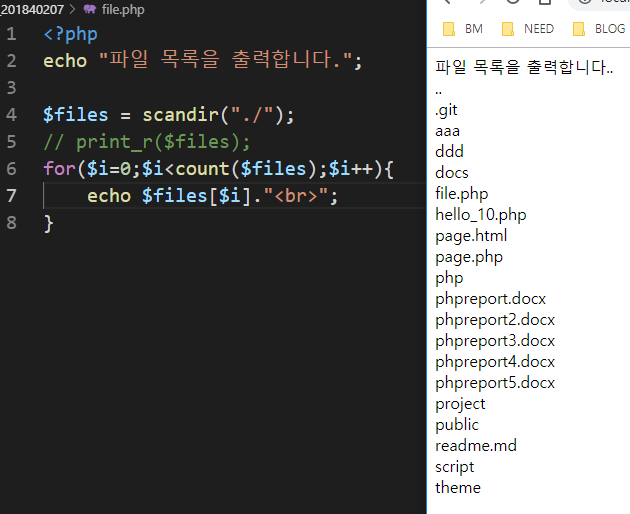 _201840207 > file.php
1 <?php
2 echo "파일 목록을 출력합니다.";
3
4 $files = scandir("./");
5 // print_r($files);
6 for($i=0;$i<count($files);$i++){
7     echo $files[$i]."<br>";
8 }
BM NEED BLOG
파일 목록을 출력합니다..
..
.git
aaa
ddd
docs
file.php
hello_10.php
page.html
page.php
php
phpreport.docx
phpreport2.docx
phpreport3.docx
phpreport4.docx
phpreport5.docx
project
public
readme.md
script
theme